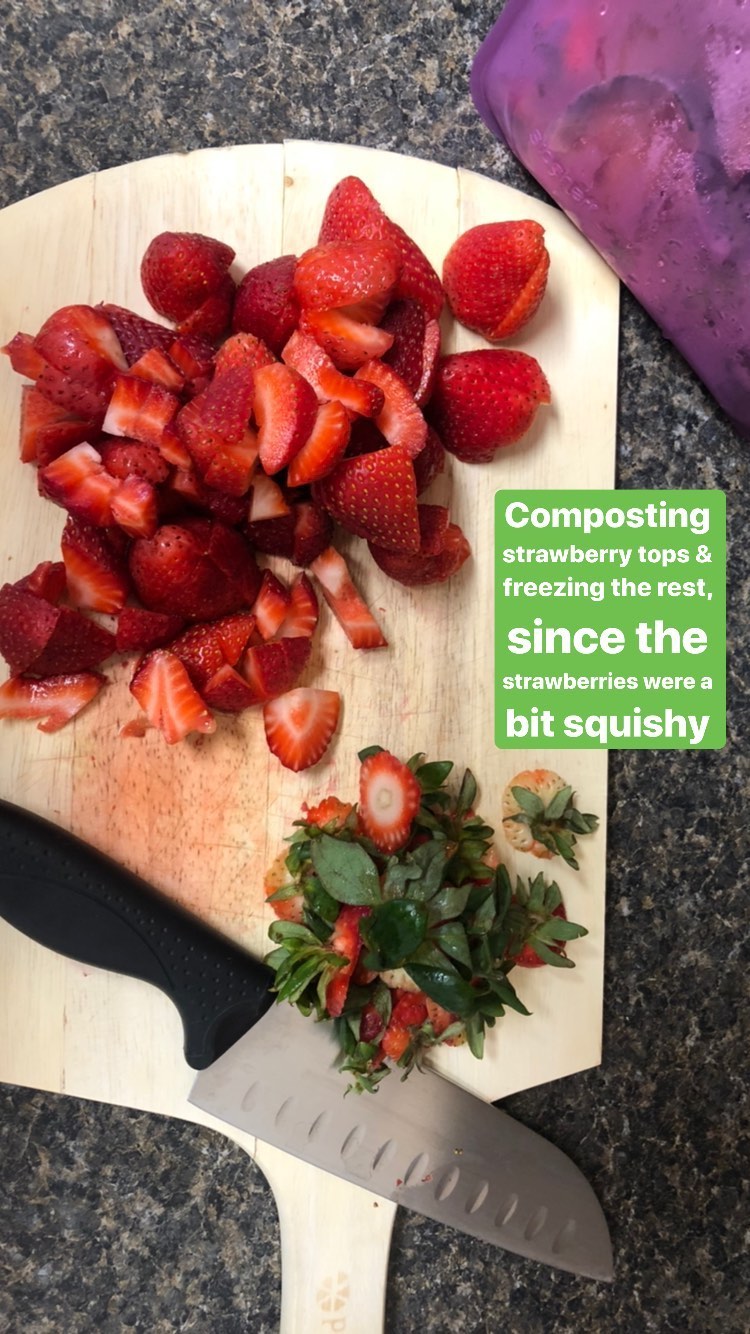 Composting
strawberry tops &
freezing the rest,
since the
strawberries were a
bit squishy